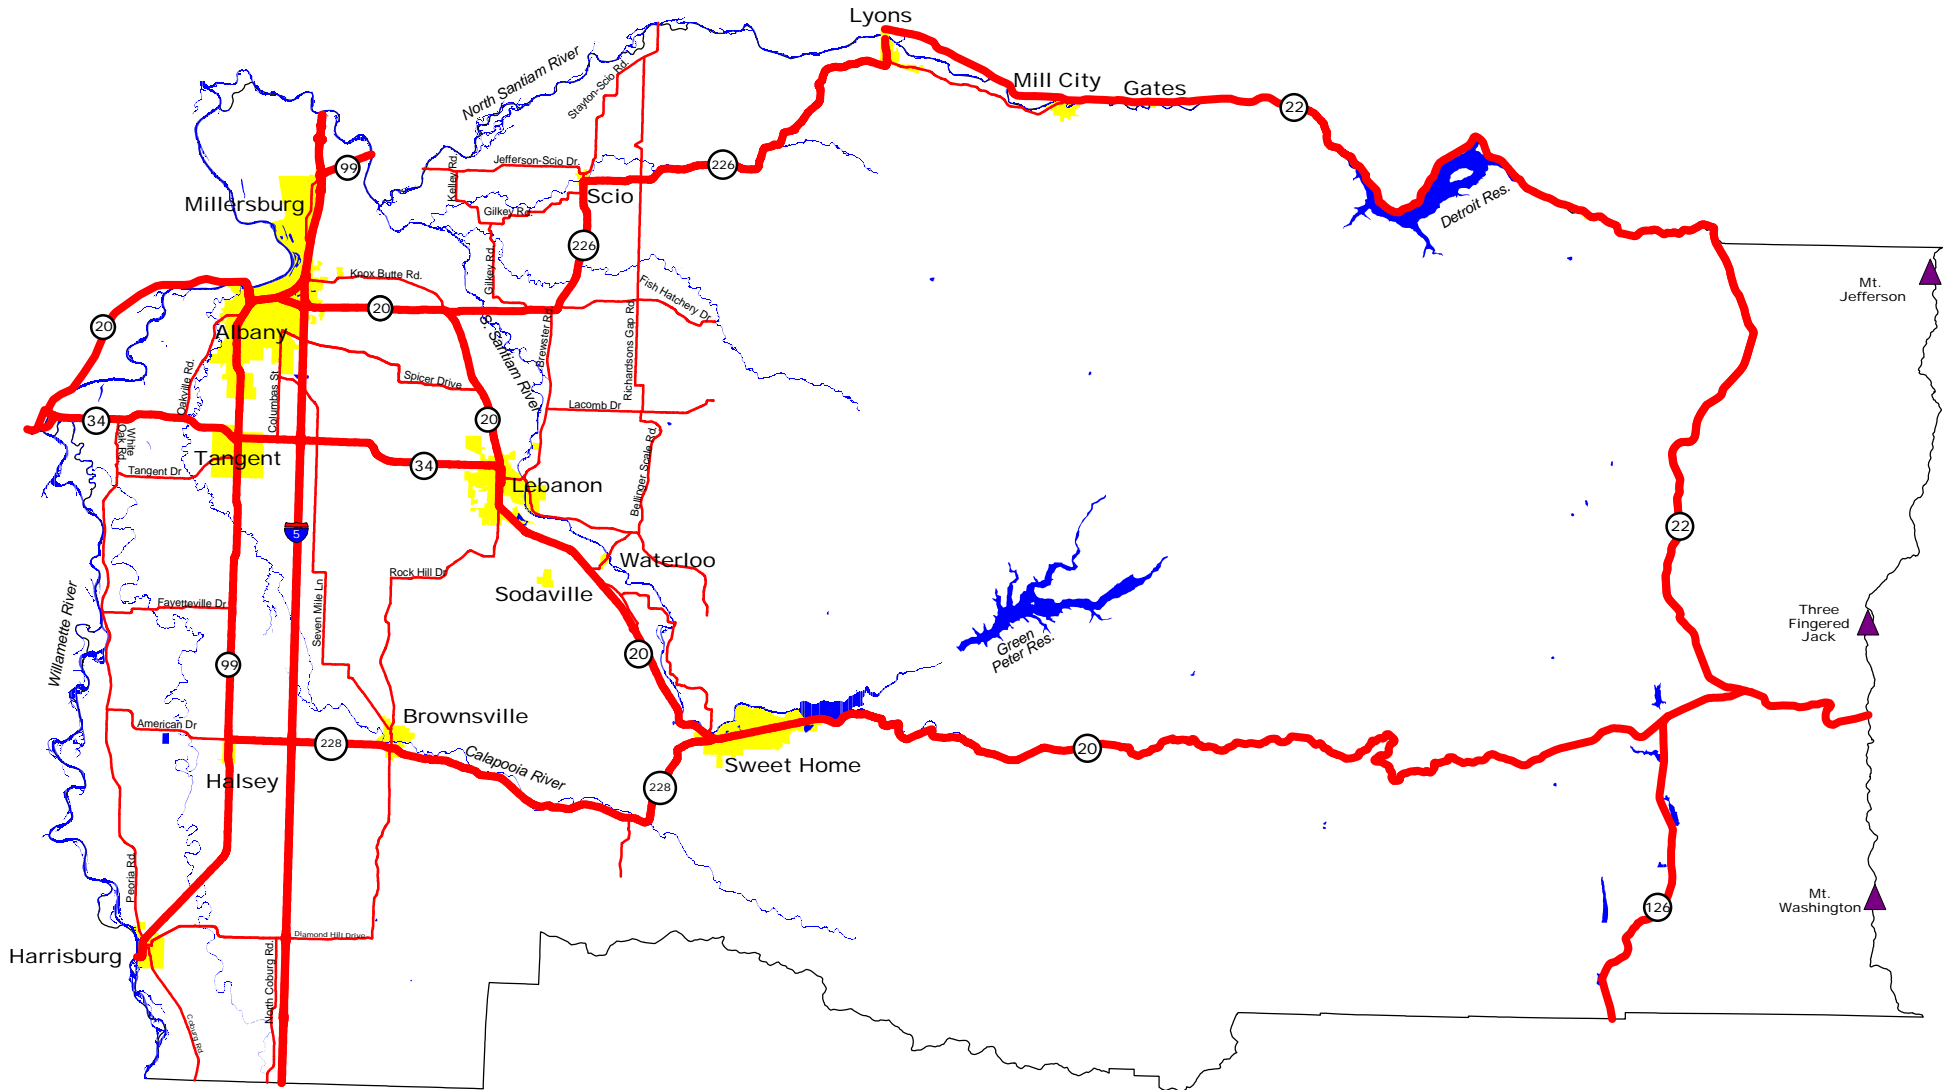 Lyons
North Santiam River
Stayton-Scio Rd.
Mill City
Gates
22
99
226
Jefferson-Scio Dr.
Kelley Rd.
Scio
Gilkey Rd.
Millersburg
Detroit Res.
226
Gilkey Rd.
Knox Butte Rd.
Fish Hatchery Dr.
Mt.
Jefferson
20
20
Albany
S. Santiam River
Brewster Rd.
Richardsons Gap Rd.
Oakville Rd.
Columbas St
Spicer Drive
Lacomb Dr
34
20
White
Oak Rd.
Tangent
Tangent Dr
34
Lebanon
Bellinger Scale Rd.
22
5
Waterloo
Rock Hill Dr
Sodaville
Fayetteville Dr
Seven Mile Ln
Willamette River
Green
Peter Res.
Three
Fingered
Jack
99
20
American Dr
Brownsville
228
Calapooia River
20
Sweet Home
Halsey
228
Peoria Rd.
126
Mt.
Washington
Harrisburg
Diamond Hill Drive
North Coburg Rd.
Coburg Rd.